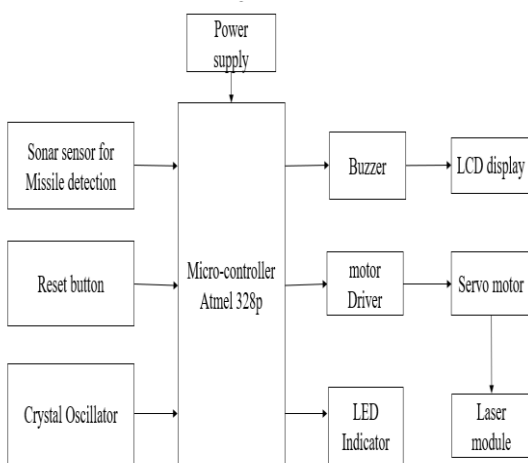 Power
supply
Sonar sensor for
Missile detection
Buzzer
LCD display
Reset button
Micro-controller
Atmel 328p
motor
Driver
Servo motor
Crystal Oscillator
LED
Indicator
Laser
module